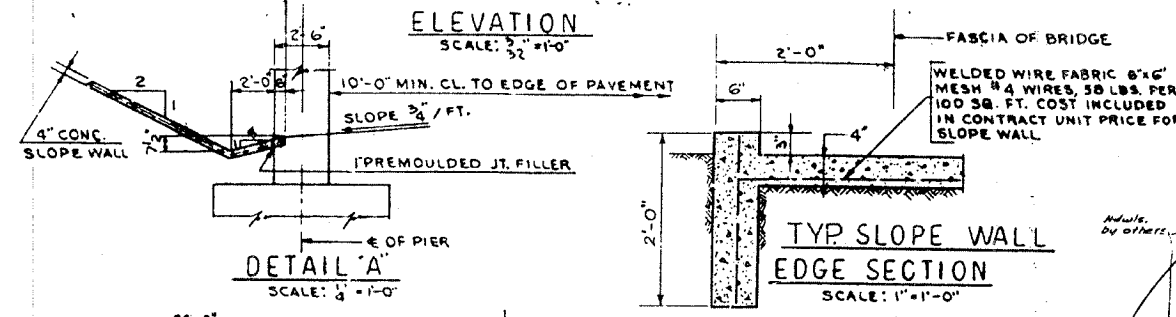 ELEVATION
SCALE: 3/32" = 1'-0"
2'-6"
2
1
2'-0"
8"
10'-0" MIN. CL. TO EDGE OF PAVEMENT
SLOPE 3/4" / FT.
4" CONC.
SLOPE WALL
7½"
1" PREMOULDED JT. FILLER
℄ OF PIER
DETAIL "A"
SCALE: 1/4" = 1'-0"
2'-0"
FASCIA OF BRIDGE
6"
WELDED WIRE FABRIC 6"x6"
MESH #4 WIRES, 58 LBS. PER
100 SQ. FT. COST INCLUDED
IN CONTRACT UNIT PRICE FOR
SLOPE WALL
4"
2'-0"
TYP. SLOPE WALL
EDGE SECTION
SCALE: 1" = 1'-0"
by others.